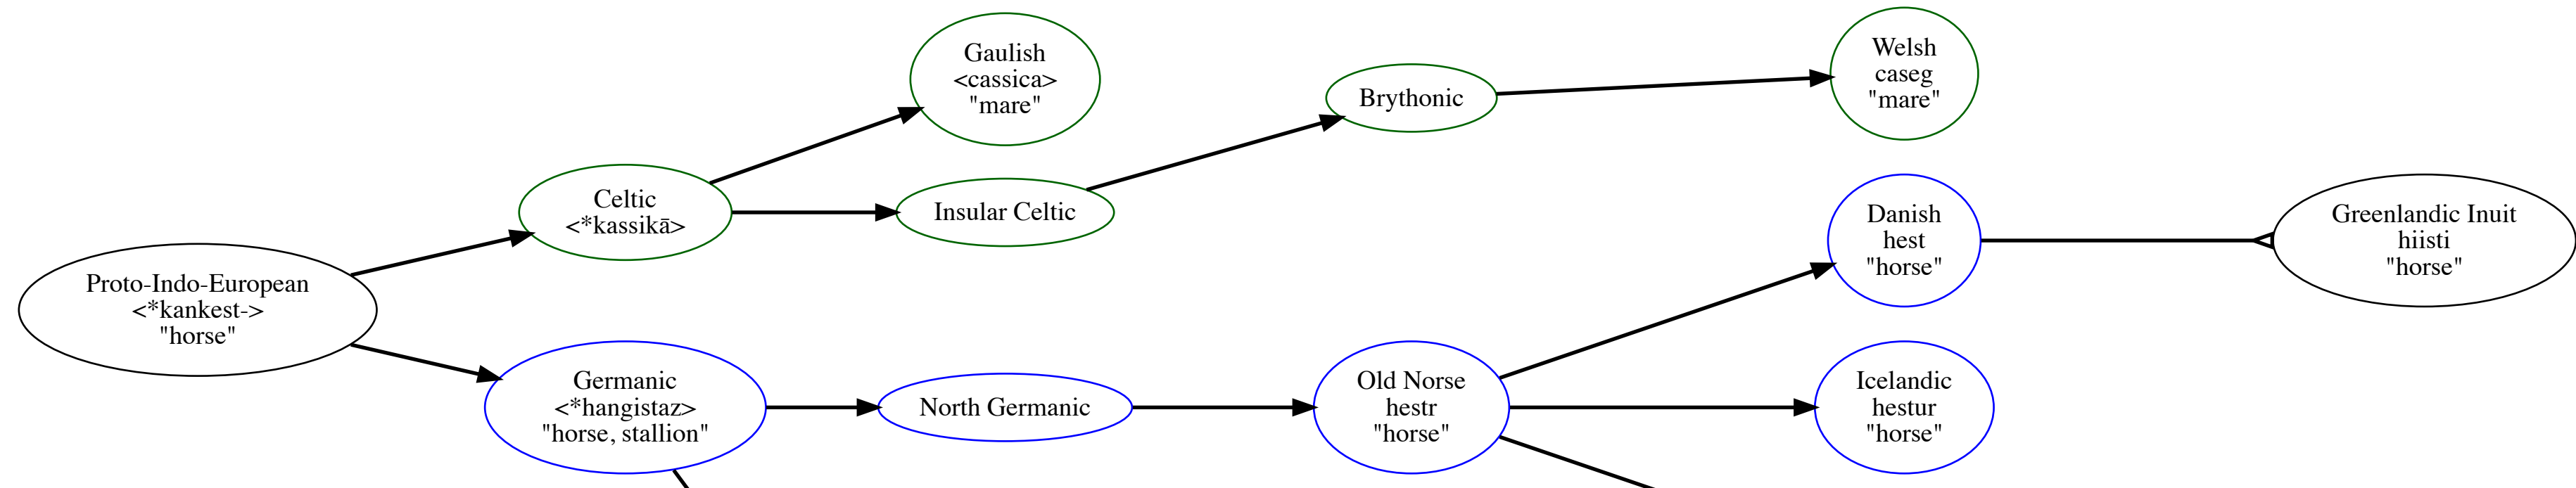 Gaulish
<cassica>
"mare"
Brythonic
Welsh
caseg
"mare"
Celtic
<*kassikā>
Insular Celtic
Danish
hest
"horse"
Greenlandic Inuit
hiisti
"horse"
Proto-Indo-European
<*kankest->
"horse"
Germanic
<*hangistaz>
"horse, stallion"
North Germanic
Old Norse
hestr
"horse"
Icelandic
hestur
"horse"